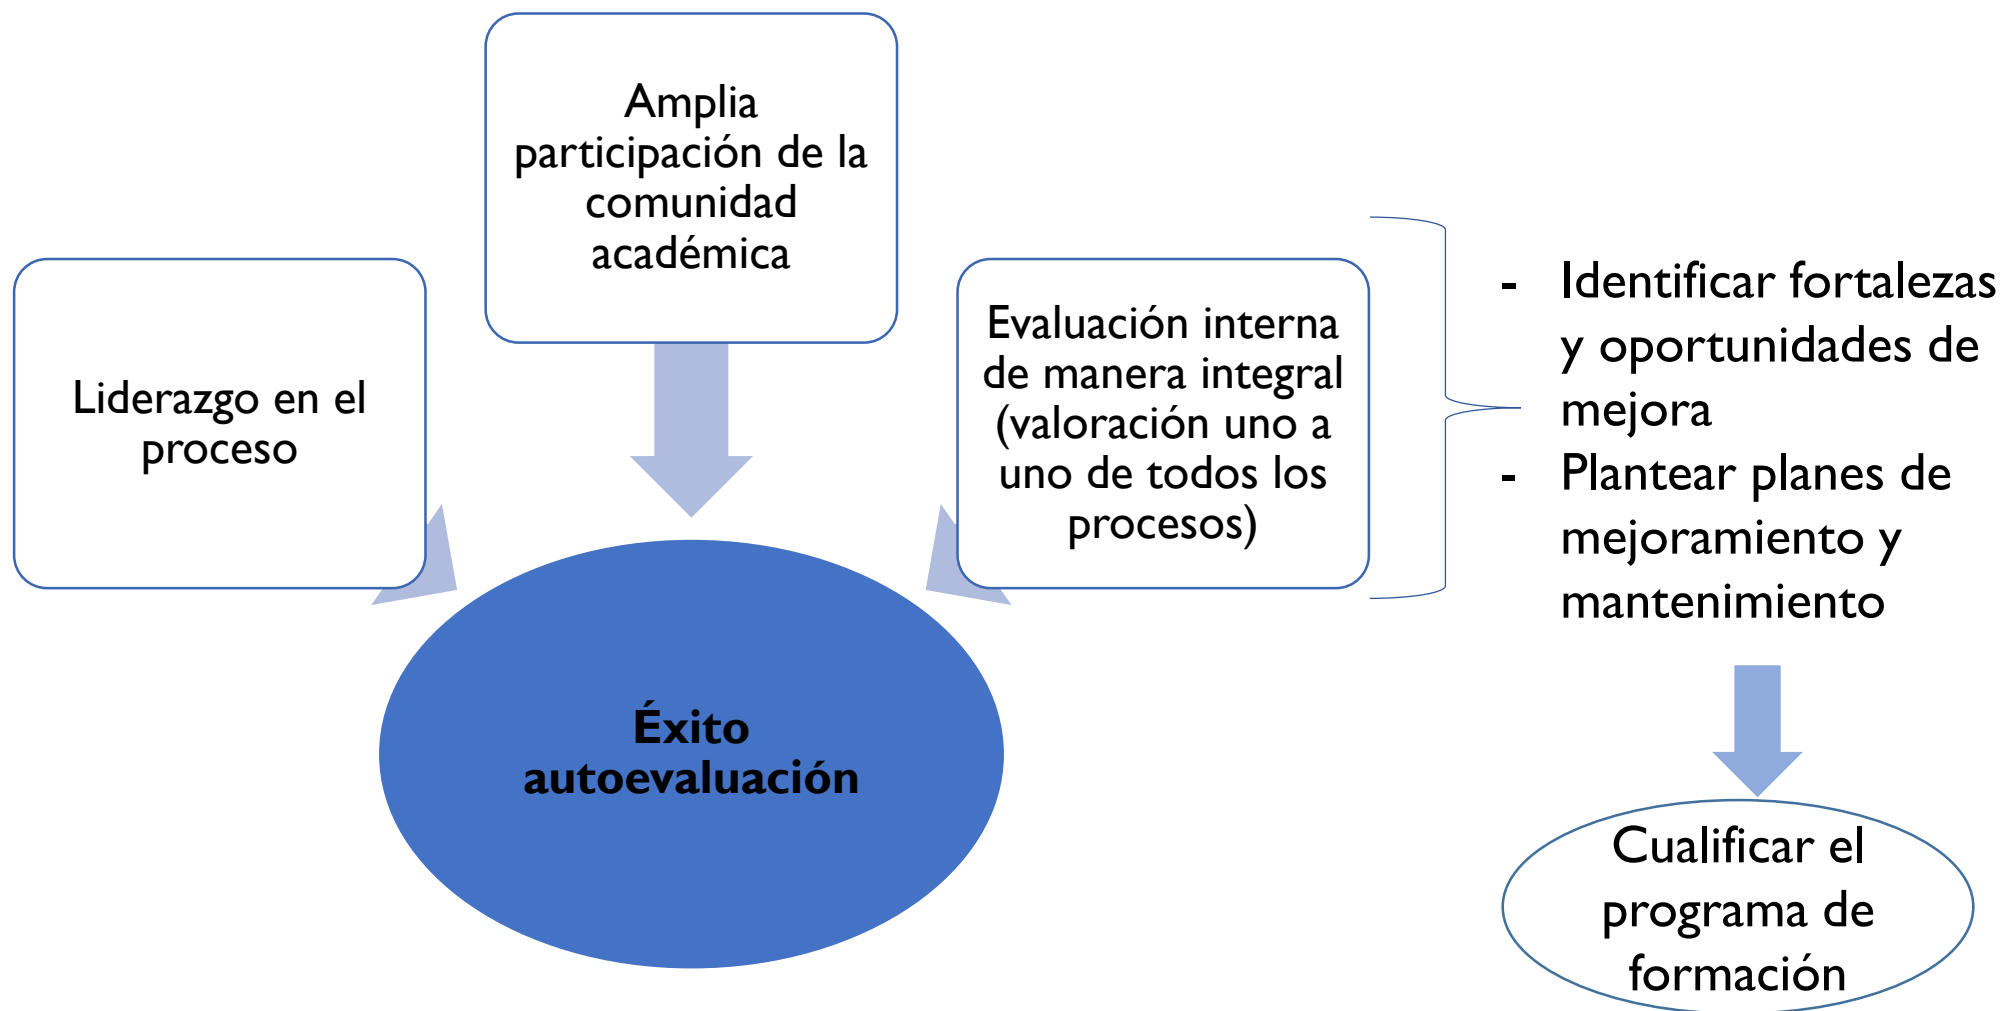 Amplia
participación de la
comunidad
académica
Liderazgo en el
proceso
Evaluación interna
de manera integral
(valoración uno a
uno de todos los
procesos)
Éxito
autoevaluación
- Identificar fortalezas
y oportunidades de
mejora
- Plantear planes de
mejoramiento y
mantenimiento
Cualificar el
programa de
formación